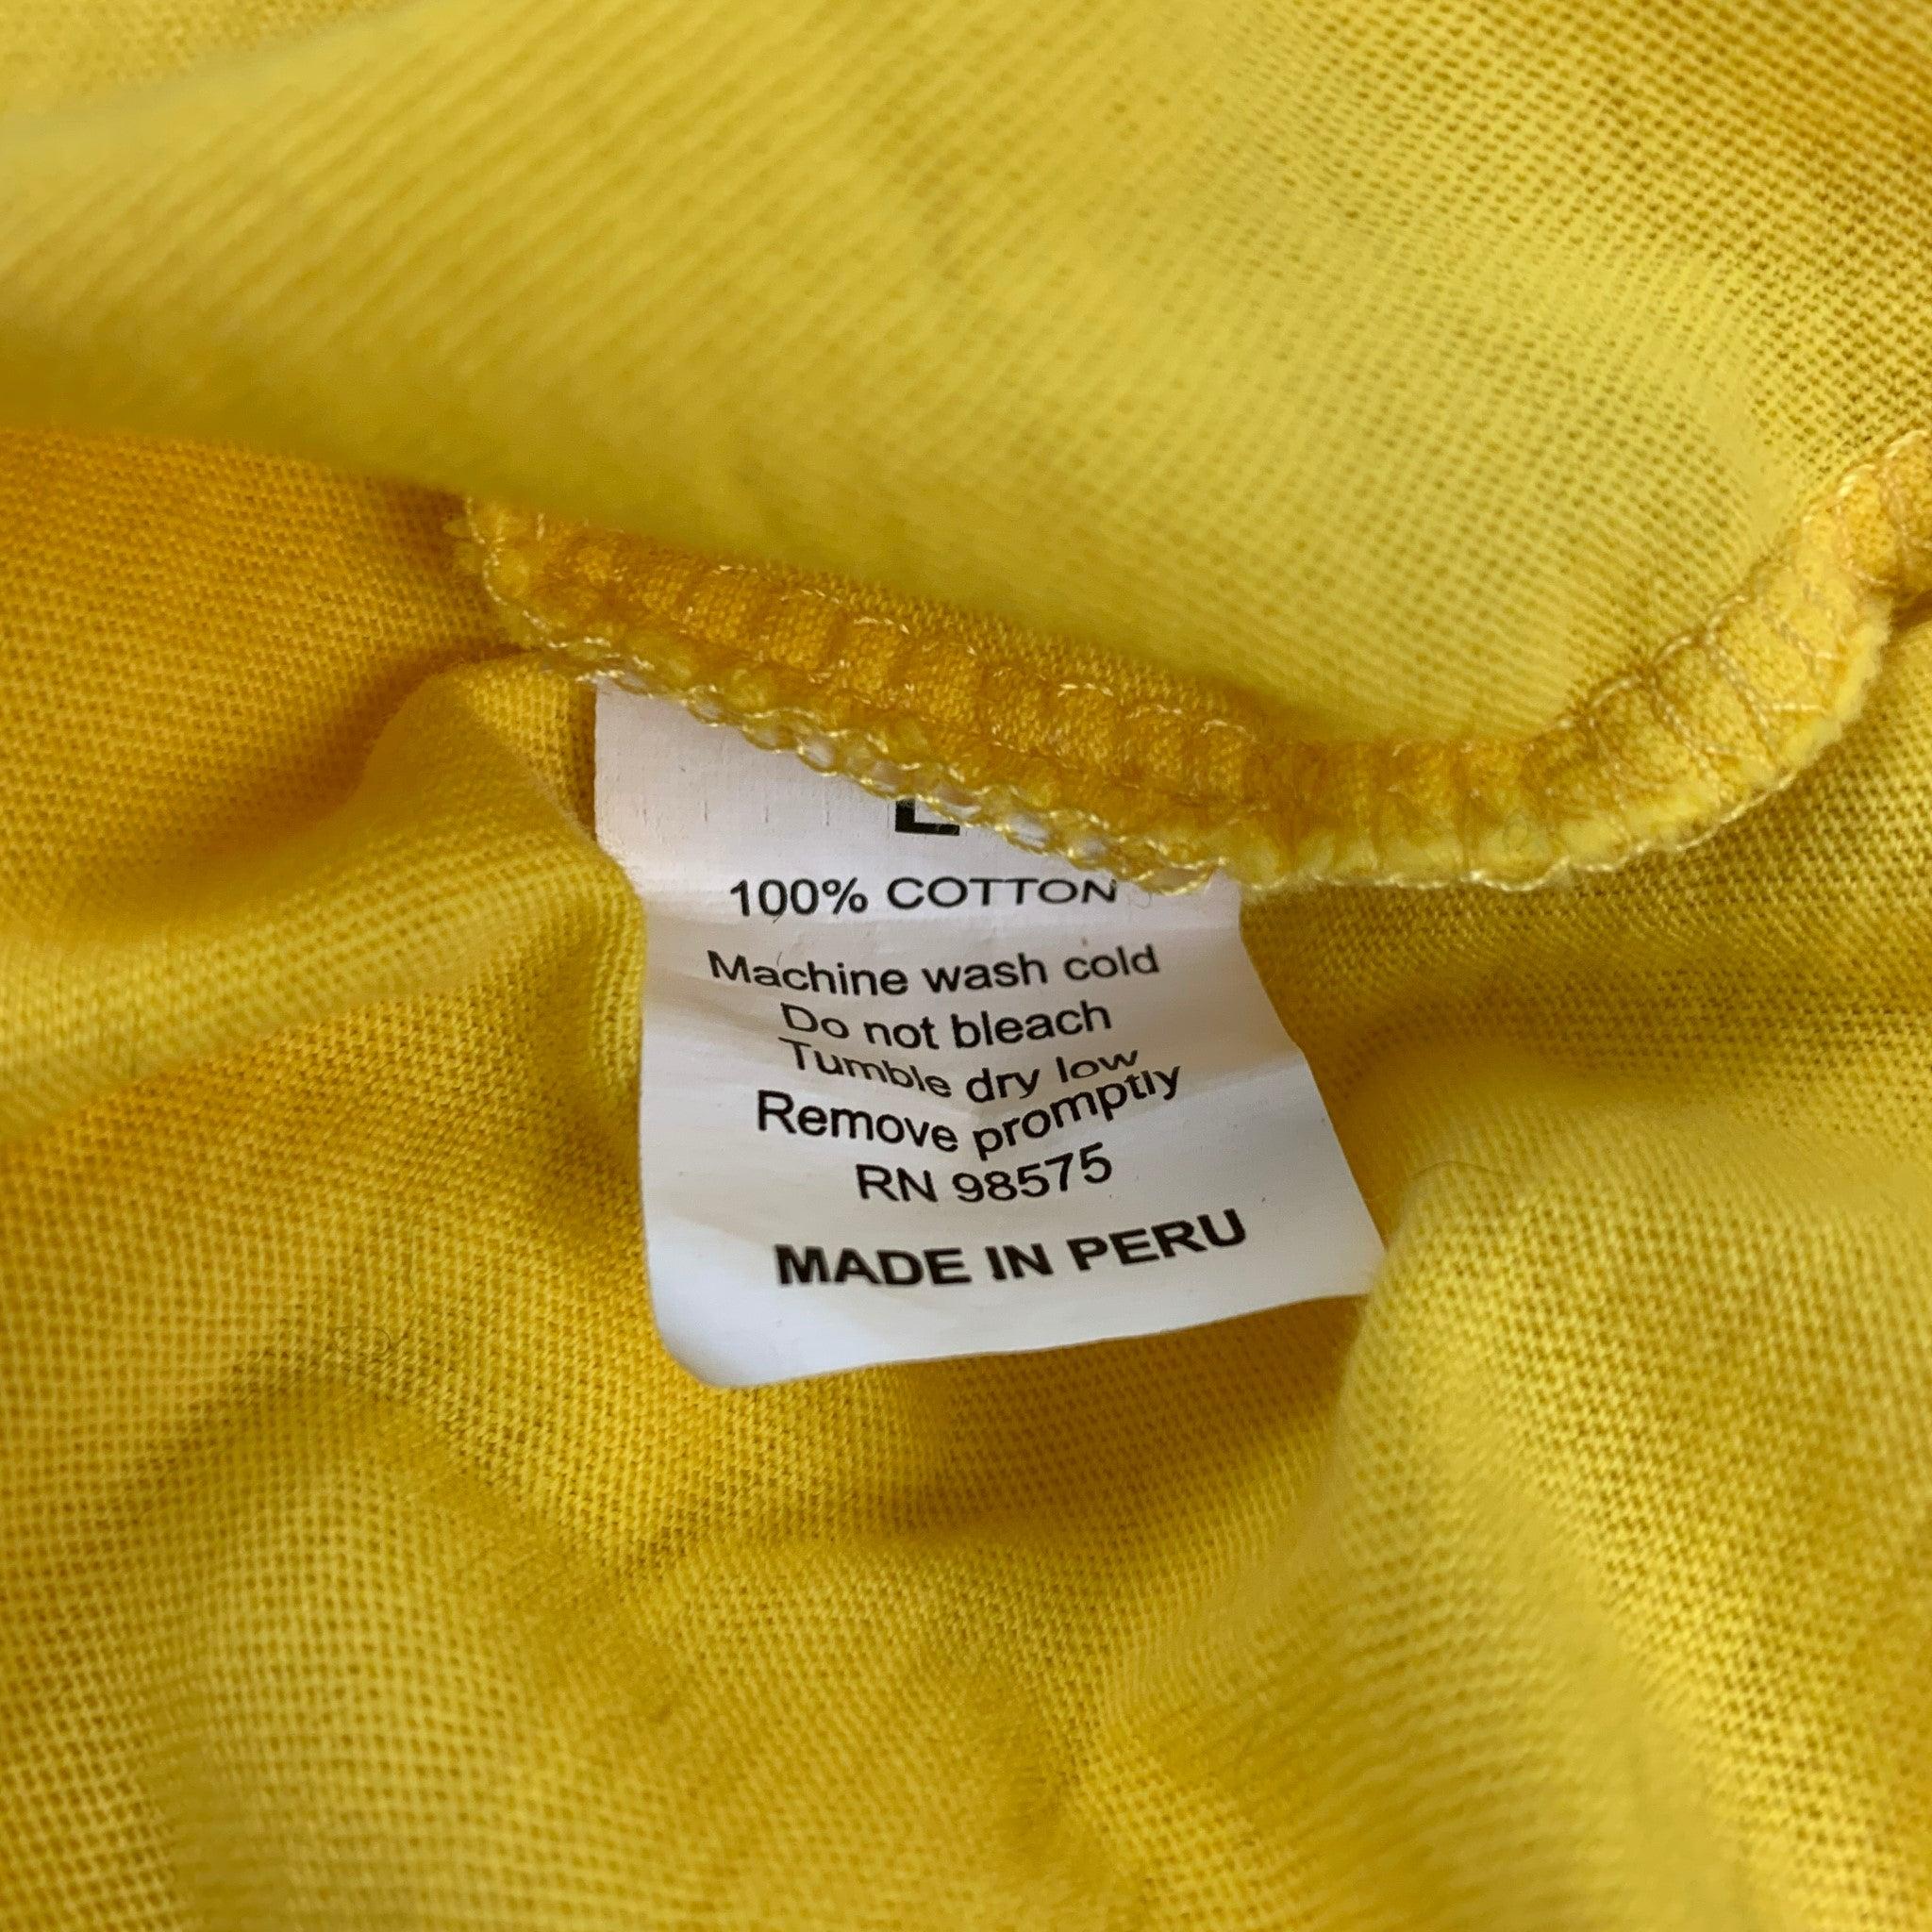 L
100% COTTON
Machine wash cold
Do not bleach
Tumble dry low
Remove promptly
RN 98575
MADE IN PERU